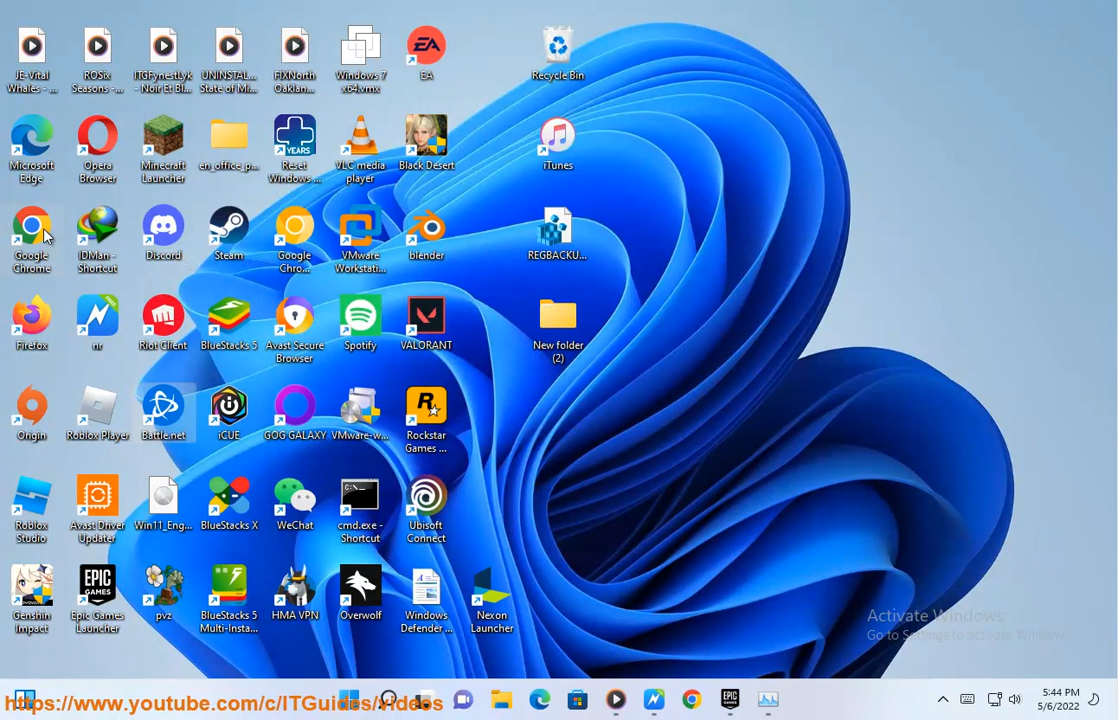 JE-Vital
Whales - ...
ROSix
Seasons -...
ITGFynestLyk
- Noir Et Bl...
UNINSTAL...
State of Mi...
FIXNorth
Oaklan...
Windows 7
x64.vmx
EA
EA
Recycle Bin
Microsoft
Edge
Opera
Browser
Minecraft
Launcher
en_office_p...
YEARS
Reset
Windows ...
VLC media
player
Black Desert
iTunes
Google
Chrome
IDMan -
Shortcut
Discord
Steam
Google
Chro...
VMware
Workstati...
blender
REGBACKU...
Firefox
nr
Riot Client
BlueStacks 5
Avast Secure
Browser
Spotify
VALORANT
New folder
(2)
Origin
Roblox Player
Battle.net
iCUE
GOG GALAXY
VMware-w...
R
Rockstar
Games ...
Roblox
Studio
Avast Driver
Updater
Win11_Eng...
BlueStacks X
WeChat
C:\...
cmd.exe -
Shortcut
Ubisoft
Connect
Genshin
Impact
EPIC
GAMES
Epic Games
Launcher
pvz
BlueStacks 5
Multi-Insta...
HMA VPN
Overwolf
Windows
Defender ...
Nexon
Launcher
Activate Windows
Go to Settings to activate Windows.
https://www.youtube.com/c/ITGuides/videos
EPIC
GAMES
5:44 PM
5/6/2022